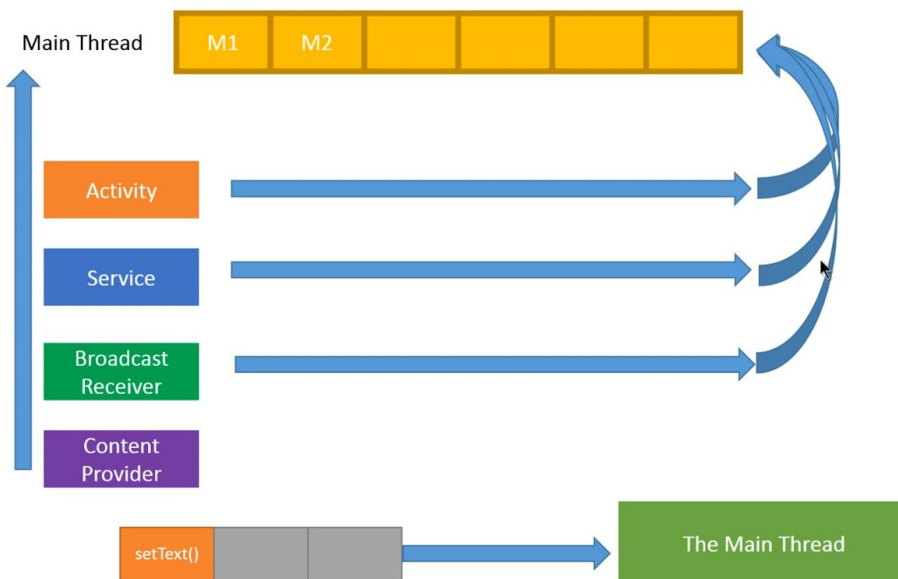 Main Thread
M1
M2
Activity
Service
Broadcast
Receiver
Content
Provider
setText()
The Main Thread